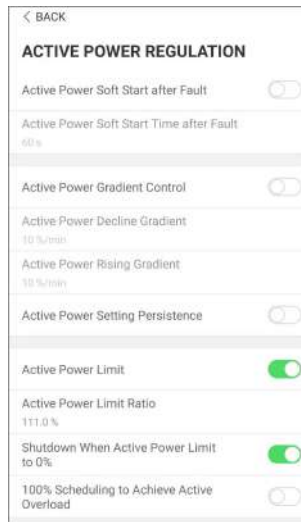 < BACK
ACTIVE POWER REGULATION
Active Power Soft Start after Fault
Active Power Soft Start Time after Fault
60 s
Active Power Gradient Control
Active Power Decline Gradient
10 %/min
Active Power Rising Gradient
10 %/min
Active Power Setting Persistence
Active Power Limit
Active Power Limit Ratio
111.0 %
Shutdown When Active Power Limit
to 0%
100% Scheduling to Achieve Active
Overload